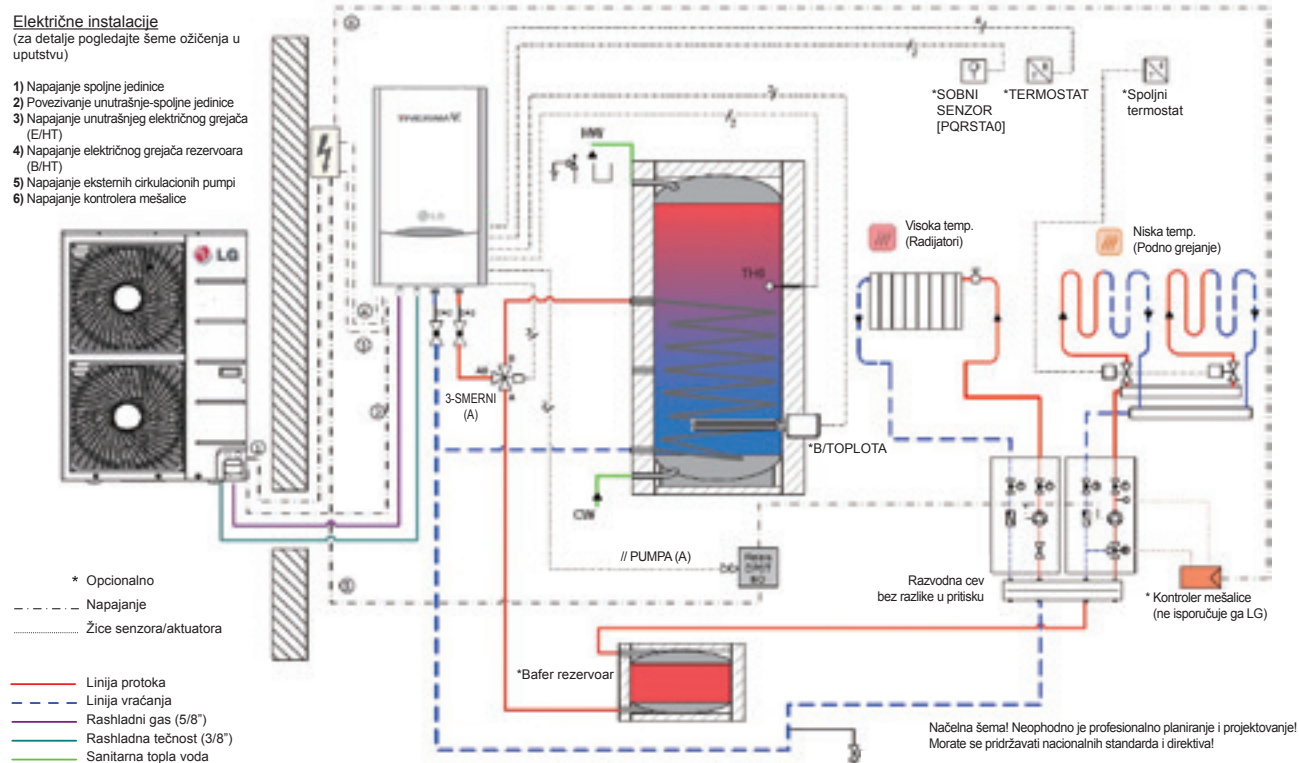 Električne instalacije
(za detalje pogledajte šeme ožičenja u
uputstvu)
1) Napajanje spoljne jedinice
2) Povezivanje unutrašnje-spoljne jedinice
3) Napajanje unutrašnjeg električnog grejača
(E/HT)
4) Napajanje električnog grejača rezervoara
(B/HT)
5) Napajanje eksternih cirkulacionih pumpi
6) Napajanje kontrolera mešalice
LG
THERMA V.
LG
HW
TH6
CW
3-SMERNI
(A)
AB
B
A
*B/TOPLOTA
// PUMPA (A)
*SOBNI
SENZOR
[PQRSTA0]
*TERMOSTAT
*Spoljni
termostat
Visoka temp.
(Radijatori)
Niska temp.
(Podno grejanje)
Razvodna cev
bez razlike u pritisku
* Kontroler mešalice
(ne isporučuje ga LG)
*Bafer rezervoar
* Opcionalno
Napajanje
Žice senzora/aktuatora
Linija protoka
Linija vraćanja
Rashladni gas (5/8”)
Rashladna tečnost (3/8”)
Sanitarna topla voda
Načelna šema! Neophodno je profesionalno planiranje i projektovanje!
Morate se pridržavati nacionalnih standarda i direktiva!